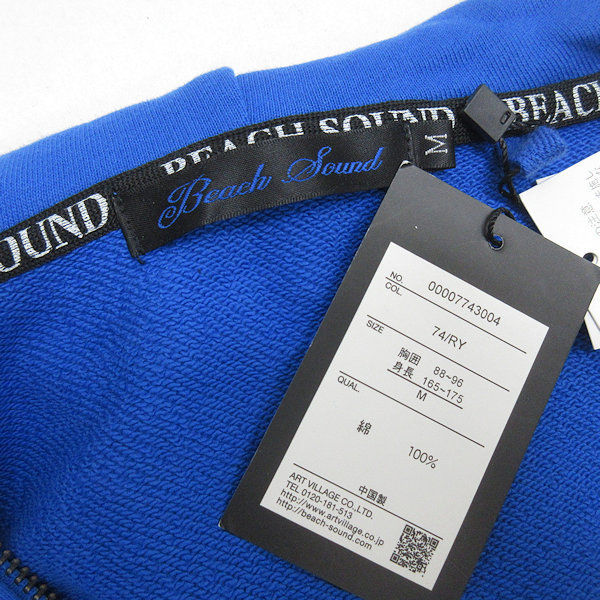 BEACH SOUND
BEACH
SOUND
Beach Sound
M
NO. 00007743004
COL. 74/RY
SIZE 胸囲 88~96
身長 165~175
M
QUAL. 綿 100%
中国製
ART VILLAGE CO.,LTD.
TEL 0120-181-513
http://www.artvillage.co.jp
http://beach-sound.com/